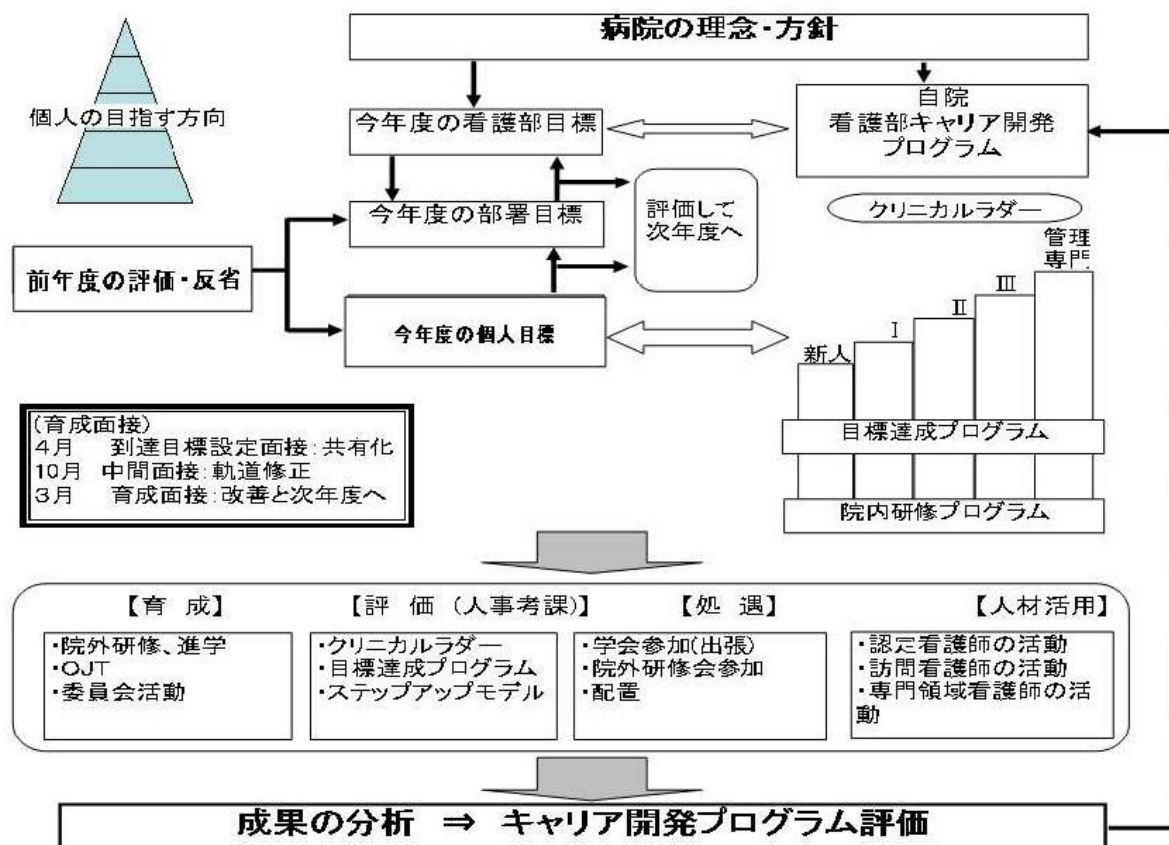 病院の理念・方針
個人の目指す方向
今年度の看護部目標
自院
看護部キャリア開発
プログラム
今年度の部署目標
評価して
次年度へ
クリニカルラダー
前年度の評価・反省
今年度の個人目標
管理
専門
Ⅲ
Ⅱ
Ⅰ
新人
目標達成プログラム
院内研修プログラム
(育成面接)
4月 到達目標設定面接:共有化
10月 中間面接:軌道修正
3月 育成面接:改善と次年度へ
【育 成】
・院外研修、進学
・OJT
・委員会活動
【評 価 (人事考課)】
・クリニカルラダー
・目標達成プログラム
・ステップアップモデル
【処 遇】
・学会参加(出張)
・院外研修会参加
・配置
【人材活用】
・認定看護師の活動
・訪問看護師の活動
・専門領域看護師の活
動
成果の分析 ⇒ キャリア開発プログラム評価